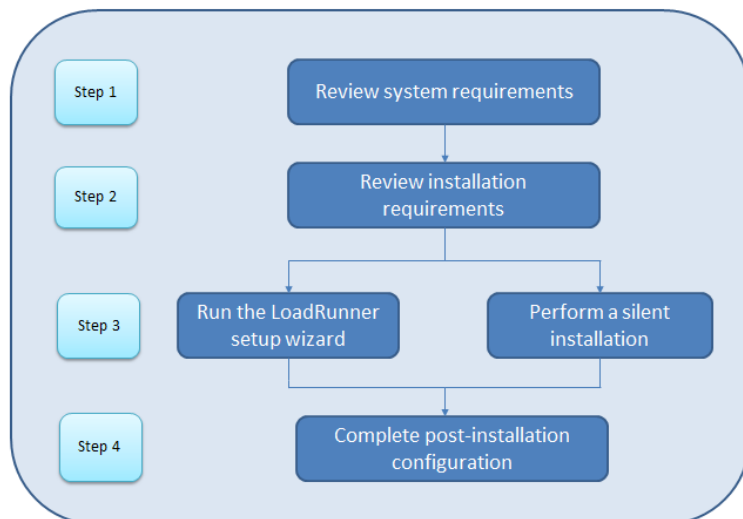 Step 1
Review system requirements
Step 2
Review installation
requirements
Step 3
Run the LoadRunner
setup wizard
Perform a silent
installation
Step 4
Complete post-installation
configuration